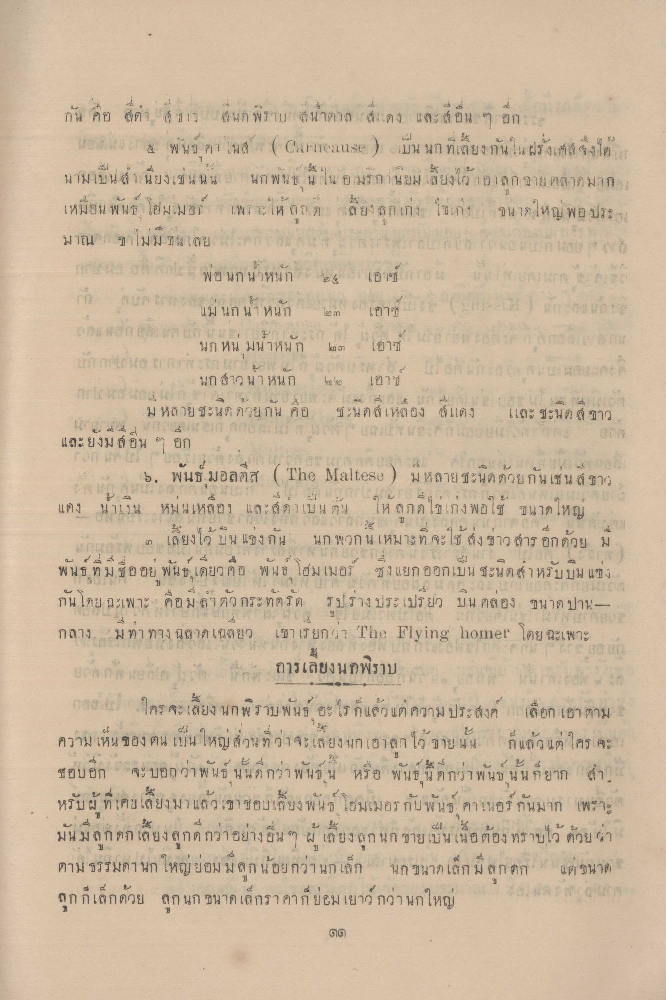 กัน คือ สีดำ สีขาว สีนกพิราบ สีน้ำตาล สีแดง และสีอื่น ๆ อีก
๕ พันธุ์คาโนส์ (Carneause) เป็นนกที่เลี้ยงกันในฝรั่งเศสจึงได้
นามเป็นสำเนียงเช่นนั้น นกพันธุ์นี้ในอเมริกานิยมเลี้ยงไว้เอาลูกขายตลาดมาก
เหมือนพันธุ์โฮมเมอร์ เพราะให้ลูกดี เลี้ยงลูกเก่ง ไข่เก่ง ขนาดใหญ่พอประ
มาณ ขาไม่มีขนเลย
พ่อนกน้ำหนัก ๒๕ เอาซ์
แม่นกน้ำหนัก ๒๓ เอาซ์
นกหนุ่มน้ำหนัก ๒๓ เอาซ์
นกสาวน้ำหนัก ๒๒ เอาซ์
มีหลายชะนิดด้วยกัน คือ ชะนิดสีเหลือง สีแดง และชะนิดสีขาว
และยังมีสีอื่น ๆ อีก
๖. พันธุ์มอลตีส (The Maltese) มีหลายชะนิดด้วยกันเช่นสีขาว
แดง น้ำเงิน หม่นเหลือง และสีดำเป็นต้น ให้ลูกดีไข่เก่งพอใช้ ขนาดใหญ่
๓ เลี้ยงไว้บินแข่งกัน นกพวกนี้เหมาะที่จะใช้ส่งข่าวสารอีกด้วย มี
พันธุ์ที่มีชื่ออยู่พันธุ์เดียวคือ พันธุ์โฮมเมอร์ ซึ่งแยกออกเป็นชะนิดสำหรับบินแข่ง
กันโดยฉะเพาะ คือมีลำตัวกระทัดรัด รูปร่างประเปรียว บินคล่อง ขนาดปาน—
กลาง มีท่าทางฉลาดเฉลียว เขาเรียกว่า The Flying homer โดยฉะเพาะ
การเลี้ยงนกพิราบ
ใครจะเลี้ยงนกพิราบพันธุ์อะไรก็แล้วแต่ความประสงค์ เลือกเอาตาม
ความเห็นของตนเป็นใหญ่ส่วนที่ว่าจะเลี้ยงนกเอาลูกไว้ขายนั้น ก็แล้วแต่ใครจะ
ชอบอีก จะบอกว่าพันธุ์นั้นดีกว่าพันธุ์นี้ หรือ พันธุ์นี้ดีกว่าพันธุ์นั้นก็ยาก สำ-
หรับผู้ที่เคยเลี้ยงมาแล้วเขาชอบเลี้ยงพันธุ์โฮมเมอรกับพันธุ์คาเนอร์กันมาก เพราะ
มันมีลูกดกเลี้ยงลูกดีกว่าอย่างอื่นๆ ผู้เลี้ยงลูกนกขายเป็นเนื้อต้องทราบไว้ด้วยว่า
ตามธรรมดานกใหญ่ย่อมมีลูกน้อยกว่านกเล็ก นกขนาดเล็กมีลูกดก แต่ขนาด
ลูกก็เล็กด้วย ลูกนกขนาดเล็กราคาก็ย่อมเยาว์กว่านกใหญ่
๑๑